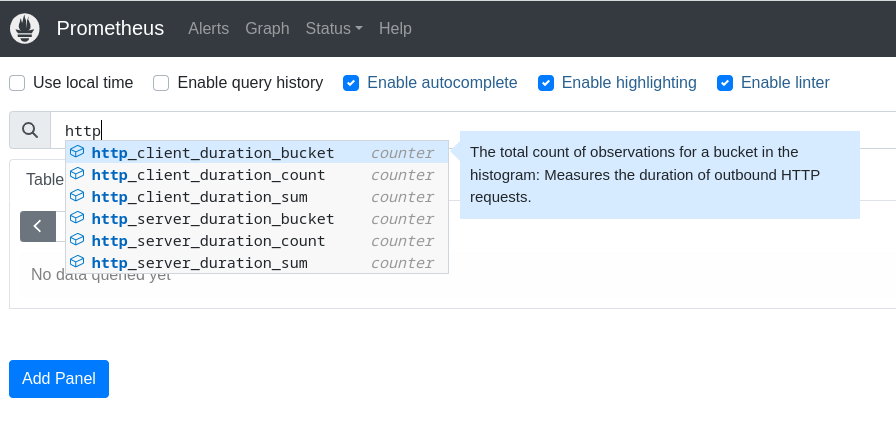 Prometheus Alerts Graph Status Help
Use local time Enable query history Enable autocomplete Enable highlighting Enable linter
http
http_client_duration_bucket counter
http_client_duration_count counter
http_client_duration_sum counter
http_server_duration_bucket counter
http_server_duration_count counter
http_server_duration_sum counter
The total count of observations for a bucket in the
histogram: Measures the duration of outbound HTTP
requests.
Table
No data queried yet
Add Panel